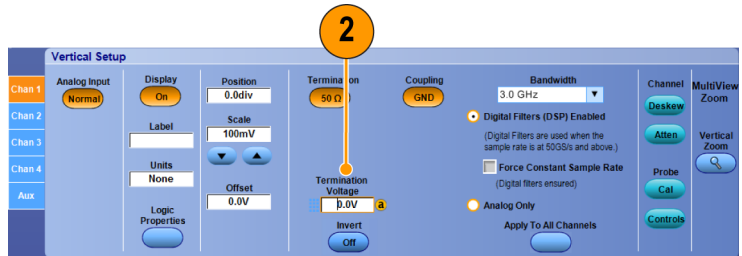 2
Vertical Setup
Chan 1
Chan 2
Chan 3
Chan 4
Aux
Analog Input
Normal
Display
On
Label
Units
None
Logic
Properties
Position
0.0div
Scale
100mV
Offset
0.0V
Termination
50 Ω
Termination
Voltage
0.0V
a
Invert
Off
Coupling
GND
Bandwidth
3.0 GHz
Digital Filters (DSP) Enabled
(Digital Filters are used when the
sample rate is at 50GS/s and above.)
Force Constant Sample Rate
(Digital filters ensured)
Analog Only
Apply To All Channels
Channel
Deskew
Atten
Probe
Cal
Controls
MultiView
Zoom
Vertical
Zoom